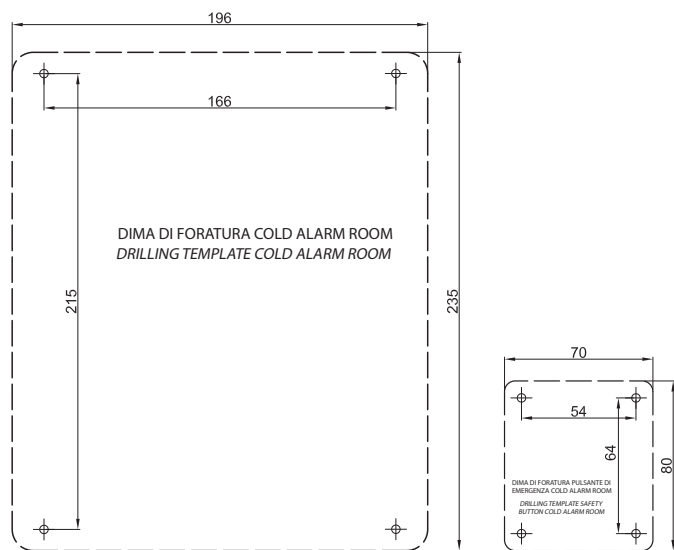 196
166
DIMA DI FORATURA COLD ALARM ROOM
DRILLING TEMPLATE COLD ALARM ROOM
215
235
70
54
64
80
DIMA DI FORATURA PULSANTE DI
EMERGENZA COLD ALARM ROOM
DRILLING TEMPLATE SAFETY
BUTTON COLD ALARM ROOM